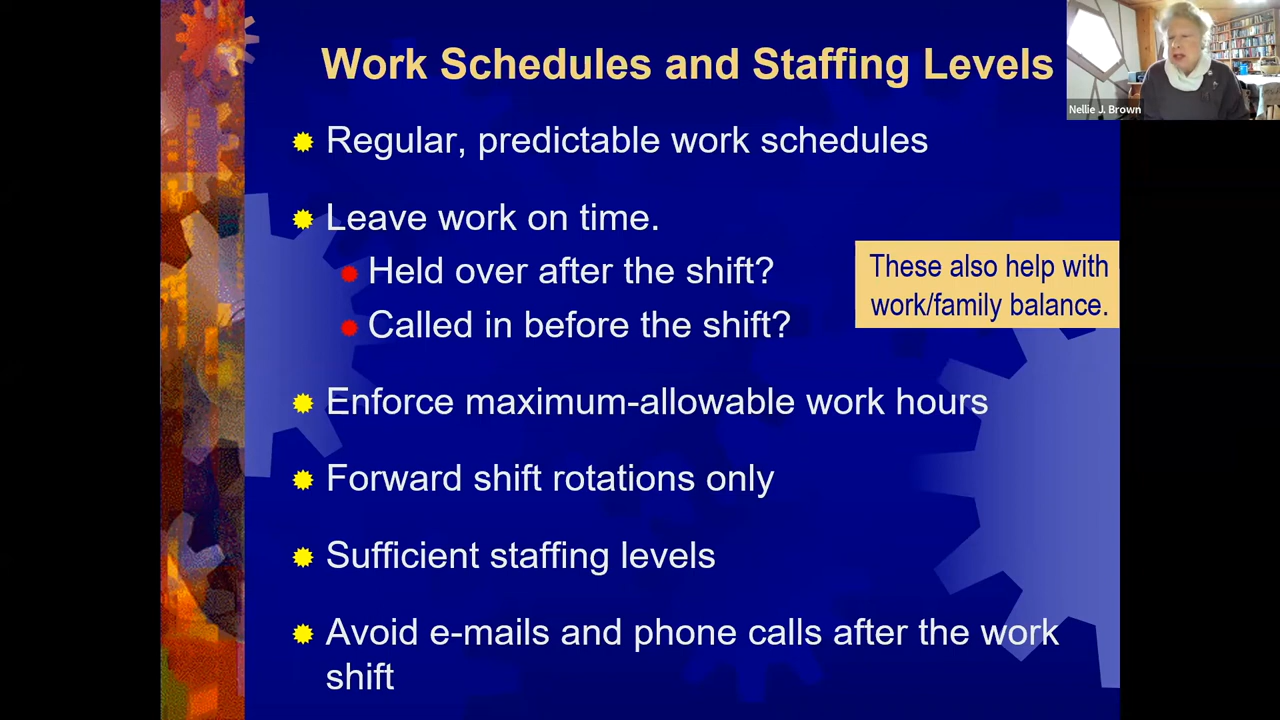 Work Schedules and Staffing Levels
Nellie J. Brown
Regular, predictable work schedules
Leave work on time.
Held over after the shift?
Called in before the shift?
These also help with
work/family balance.
Enforce maximum-allowable work hours
Forward shift rotations only
Sufficient staffing levels
Avoid e-mails and phone calls after the work
shift